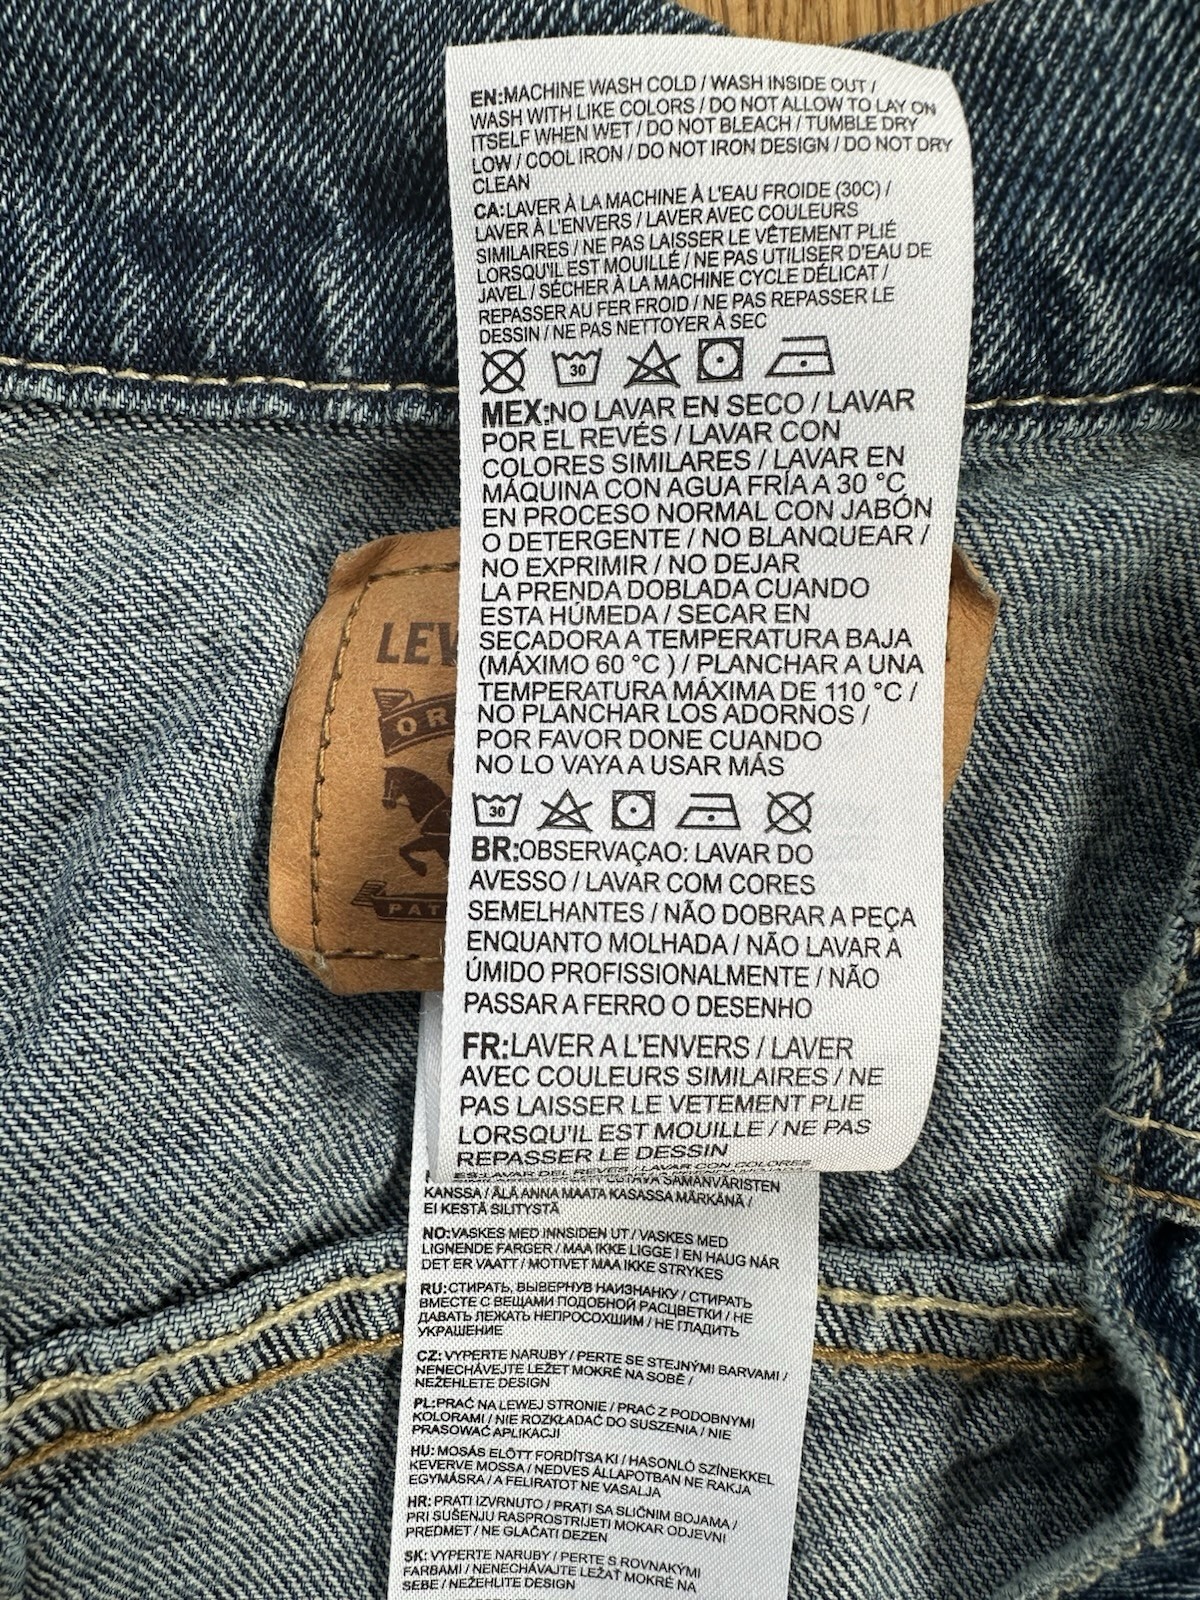 EN:MACHINE WASH COLD / WASH INSIDE OUT /
WASH WITH LIKE COLORS / DO NOT ALLOW TO LAY ON
ITSELF WHEN WET / DO NOT BLEACH / TUMBLE DRY
LOW / COOL IRON / DO NOT IRON DESIGN / DO NOT DRY
CLEAN
CA:LAVER À LA MACHINE À L'EAU FROIDE (30C) /
LAVER À L'ENVERS / LAVER AVEC COULEURS
SIMILAIRES / NE PAS LAISSER LE VÊTEMENT PLIÉ
LORSQU'IL EST MOUILLÉ / NE PAS UTILISER D'EAU DE
JAVEL / SÉCHER À LA MACHINE CYCLE DÉLICAT /
REPASSER AU FER FROID / NE PAS REPASSER LE
DESSIN / NE PAS NETTOYER À SEC
30
MEX:NO LAVAR EN SECO / LAVAR
POR EL REVÉS / LAVAR CON
COLORES SIMILARES / LAVAR EN
MÁQUINA CON AGUA FRÍA A 30 °C
EN PROCESO NORMAL CON JABÓN
O DETERGENTE / NO BLANQUEAR /
NO EXPRIMIR / NO DEJAR
LA PRENDA DOBLADA CUANDO
ESTA HÚMEDA / SECAR EN
SECADORA A TEMPERATURA BAJA
(MÁXIMO 60 °C ) / PLANCHAR A UNA
TEMPERATURA MÁXIMA DE 110 °C /
NO PLANCHAR LOS ADORNOS /
POR FAVOR DONE CUANDO
NO LO VAYA A USAR MÁS
30
BR:OBSERVAÇAO: LAVAR DO
AVESSO / LAVAR COM CORES
SEMELHANTES / NÃO DOBRAR A PEÇA
ENQUANTO MOLHADA / NÃO LAVAR A
ÚMIDO PROFISSIONALMENTE / NÃO
PASSAR A FERRO O DESENHO
FR:LAVER A L'ENVERS / LAVER
AVEC COULEURS SIMILAIRES / NE
PAS LAISSER LE VETEMENT PLIE
LORSQU'IL EST MOUILLE / NE PAS
REPASSER LE DESSIN
ES:LAVAR DEL REVES / LAVAR CON COLORES
SAMANVÄRISTEN
KANSSA / ÄLÄ ANNA MAATA KASASSA MÄRKÄNÄ /
EI KESTÄ SILITYSTÄ
NO:VASKES MED INNSIDEN UT / VASKES MED
LIGNENDE FARGER / MAA IKKE LIGGE I EN HAUG NÅR
DET ER VAATT / MOTIVET MAA IKKE STRYKES
RU:СТИРАТЬ, ВЫВЕРНУВ НАИЗНАНКУ / СТИРАТЬ
ВМЕСТЕ С ВЕЩАМИ ПОДОБНОЙ РАСЦВЕТКИ / НЕ
ДАВАТЬ ЛЕЖАТЬ НЕПРОСОХШИМ / НЕ ГЛАДИТЬ
УКРАШЕНИЕ
CZ: VYPERTE NARUBY / PERTE SE STEJNÝMI BARVAMI /
NENECHÁVEJTE LEŽET MOKRÉ NA SOBĚ /
NEŽEHLETE DESIGN
PL:PRAĆ NA LEWEJ STRONIE / PRAĆ Z PODOBNYMI
KOLORAMI / NIE ROZKŁADAĆ DO SUSZENIA / NIE
PRASOWAĆ APLIKACJI
HU: MOSÁS ELŐTT FORDÍTSA KI / HASONLÓ SZÍNEKKEL
KEVERVE MOSSA / NEDVES ÁLLAPOTBAN NE RAKJA
EGYMÁSRA / A FELIRATOT NE VASALJA
HR: PRATI IZVRNUTO / PRATI SA SLIČNIM BOJAMA /
PRI SUŠENJU RASPROSTRIJETI MOKAR ODJEVNI
PREDMET / NE GLAČATI DEZEN
SK: VYPERTE NARUBY / PERTE S ROVNAKÝMI
FARBAMI / NENECHÁVAJTE LEŽAŤ MOKRÉ NA
SEBE / NEŽEHLITE DESIGN
LEV
OR
PAT